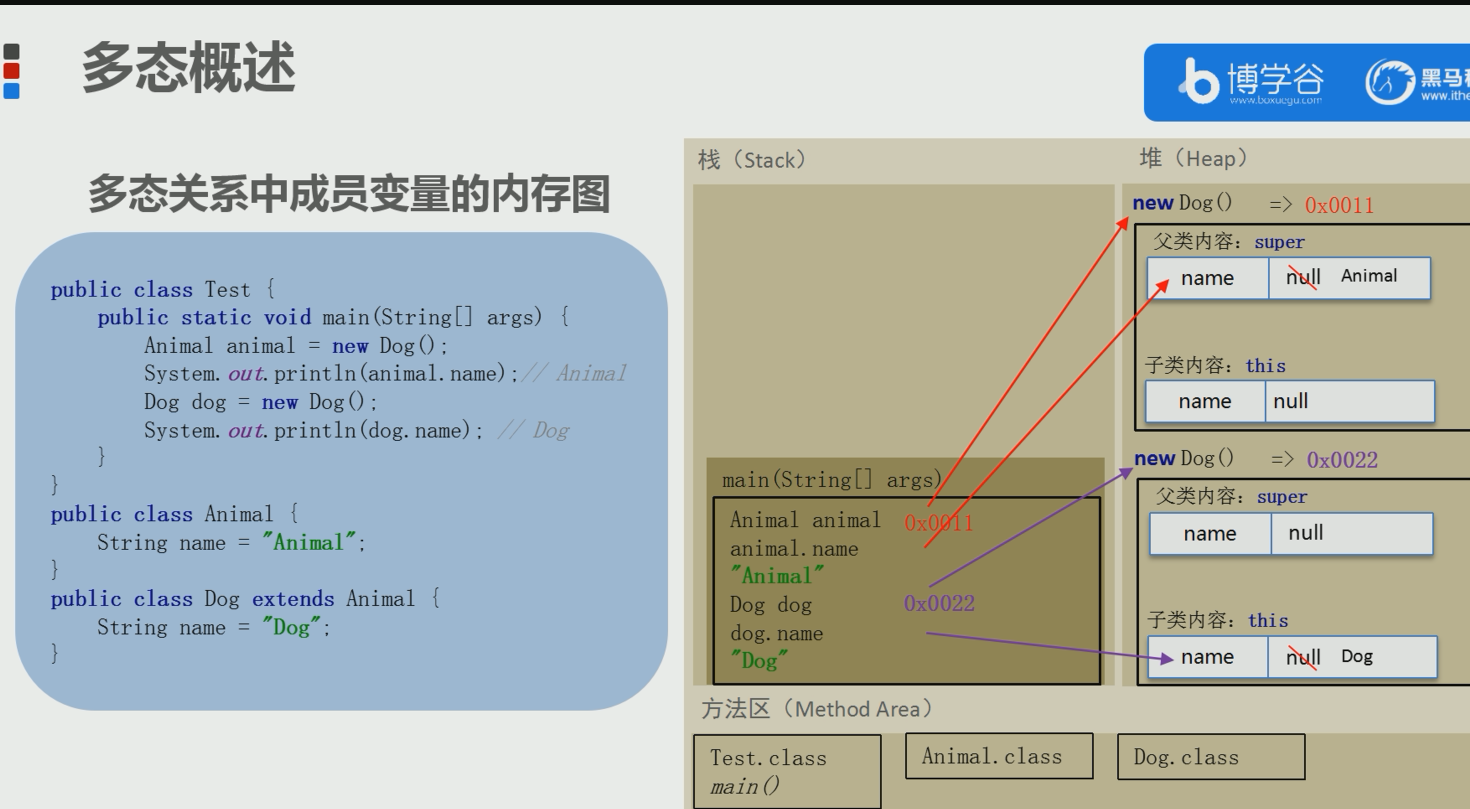 多态概述
博学谷
www.boxuegu.com
黑马
www.ithe
多态关系中成员变量的内存图
public class Test {
public static void main(String[] args) {
Animal animal = new Dog();
System.out.println(animal.name);// Animal
Dog dog = new Dog();
System.out.println(dog.name); // Dog
}
}
public class Animal {
String name = "Animal";
}
public class Dog extends Animal {
String name = "Dog";
}
栈（Stack）
main(String[] args)
Animal animal 0x0011
animal.name
"Animal"
Dog dog 0x0022
dog.name
"Dog"
堆（Heap）
new Dog() => 0x0011
父类内容：super
name null Animal
子类内容：this
name null
new Dog() => 0x0022
父类内容：super
name null
子类内容：this
name null Dog
方法区（Method Area）
Test.class
main()
Animal.class
Dog.class